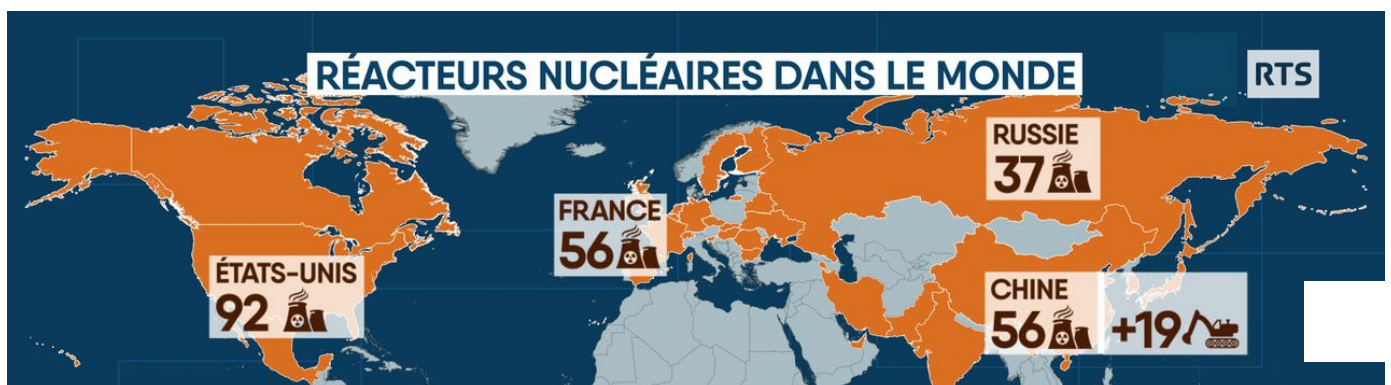 RÉACTEURS NUCLÉAIRES DANS LE MONDE
RTS
RUSSIE
37
FRANCE
56
ÉTATS-UNIS
92
CHINE
56
+19